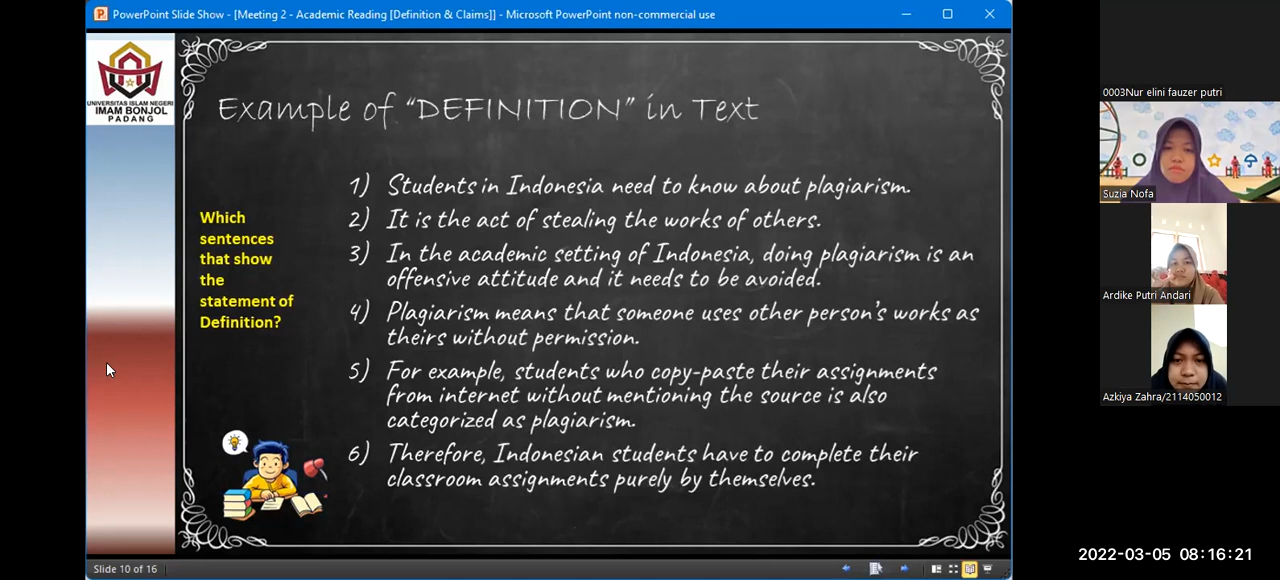 PowerPoint Slide Show - [Meeting 2 - Academic Reading [Definition & Claims]] - Microsoft PowerPoint non-commercial use
UNIVERSITAS ISLAM NEGERI
IMAM BONJOL
PADANG
Example of "DEFINITION" in Text
Which
sentences
that show
the
statement of
Definition?
1) Students in Indonesia need to know about plagiarism.
2) It is the act of stealing the works of others.
3) In the academic setting of Indonesia, doing plagiarism is an
offensive attitude and it needs to be avoided.
4) Plagiarism means that someone uses other person's works as
theirs without permission.
5) For example, students who copy-paste their assignments
from internet without mentioning the source is also
categorized as plagiarism.
6) Therefore, Indonesian students have to complete their
classroom assignments purely by themselves.
Slide 10 of 16
0003Nur elini fauzer putri
Suzia Nofa
Ardike Putri Andari
Azkiya Zahra/2114050012
2022-03-05 08:16:21